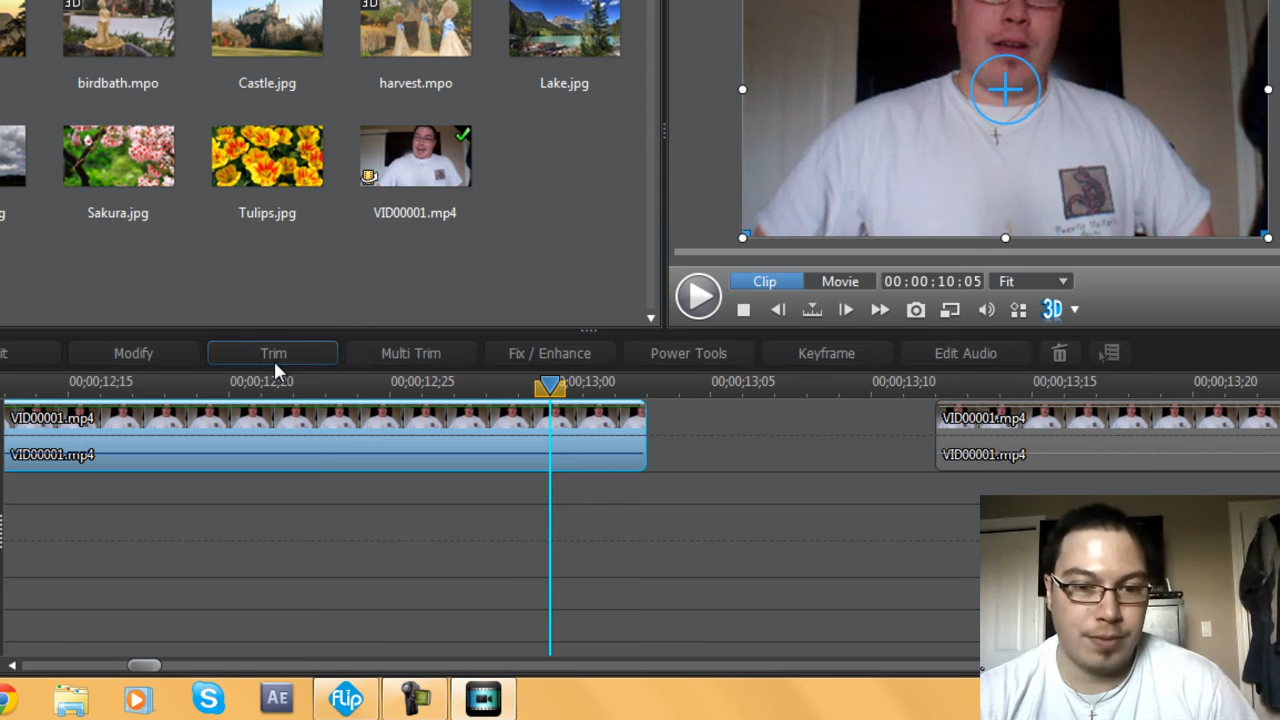 3D
3D
birdbath.mpo
Castle.jpg
harvest.mpo
Lake.jpg
g
Sakura.jpg
Tulips.jpg
VID00001.mp4
Clip
Movie
00;00;10;05
Fit
3D
it
Modify
Trim
Multi Trim
Fix / Enhance
Power Tools
Keyframe
Edit Audio
00;00;12;15
00;00;12;25
00;00;13;05
00;00;13;10
00;00;13;15
00;00;13;20
VID00001.mp4
VID00001.mp4
VID00001.mp4
VID00001.mp4
S
AE
FLIP